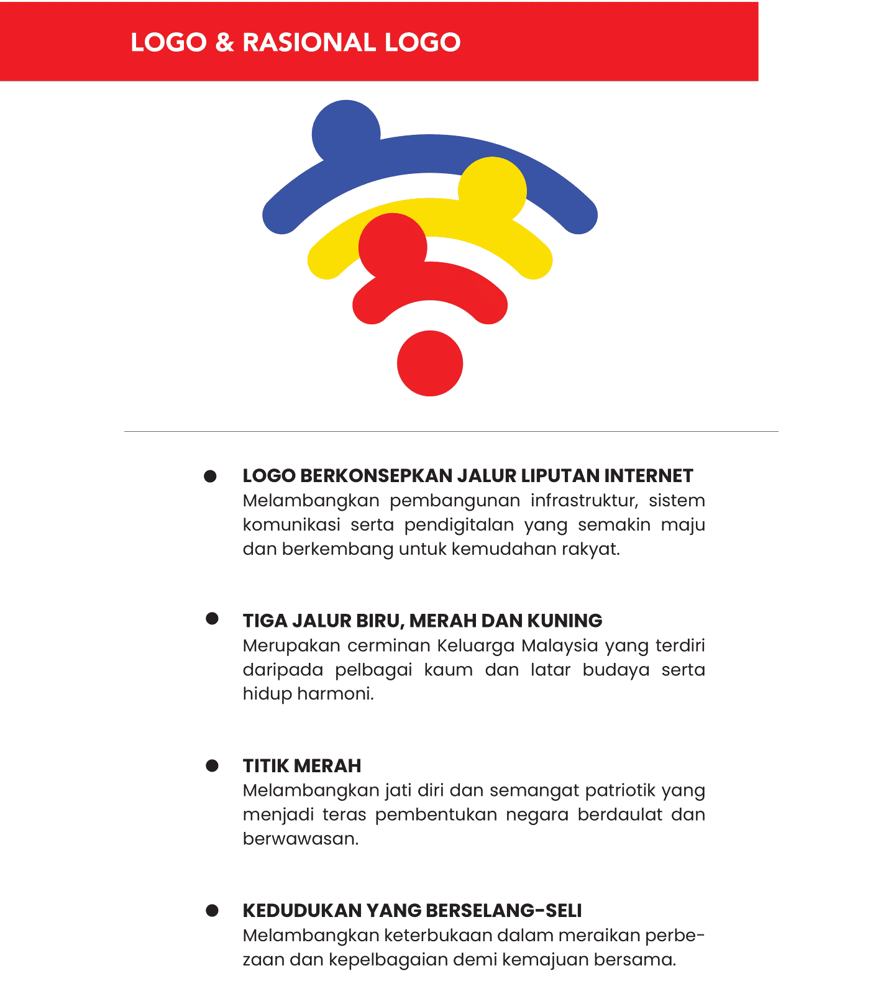 LOGO & RASIONAL LOGO
LOGO BERKONSEPKAN JALUR LIPUTAN INTERNET
Melambangkan pembangunan infrastruktur, sistem
komunikasi serta pendigitalan yang semakin maju
dan berkembang untuk kemudahan rakyat.
TIGA JALUR BIRU, MERAH DAN KUNING
Merupakan cerminan Keluarga Malaysia yang terdiri
daripada pelbagai kaum dan latar budaya serta
hidup harmoni.
TITIK MERAH
Melambangkan jati diri dan semangat patriotik yang
menjadi teras pembentukan negara berdaulat dan
berwawasan.
KEDUDUKAN YANG BERSELANG-SELI
Melambangkan keterbukaan dalam meraikan perbe-
zaan dan kepelbagaian demi kemajuan bersama.